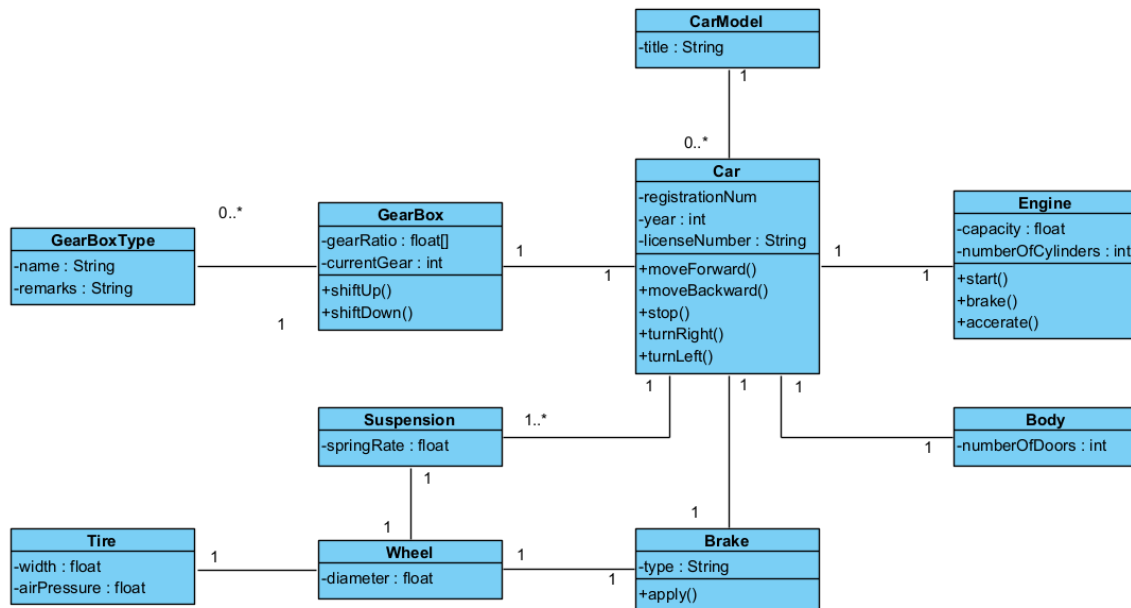 CarModel
-title : String
1
0..*
Car
-registrationNum
-year : int
-licenseNumber : String
+moveForward()
+moveBackward()
+stop()
+turnRight()
+turnLeft()
0..*
GearBoxType
-name : String
-remarks : String
1
GearBox
-gearRatio : float[]
-currentGear : int
+shiftUp()
+shiftDown()
1
1
1
1
Engine
-capacity : float
-numberOfCylinders : int
+start()
+brake()
+accerate()
1
1
1
Suspension
-springRate : float
1..*
Body
-numberOfDoors : int
1
1
1
1
Tire
-width : float
-airPressure : float
1
Wheel
-diameter : float
1
1
Brake
-type : String
+apply()